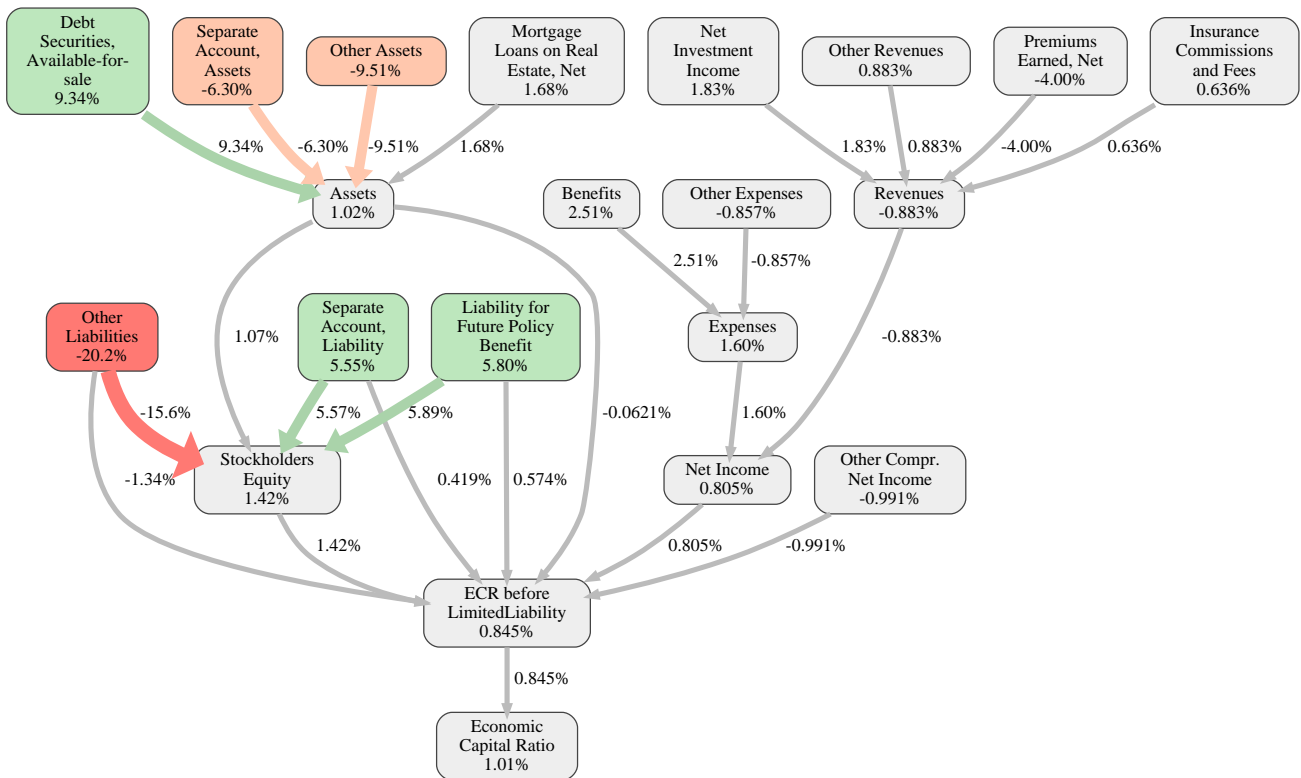 Debt
Securities,
Available-for-
sale
9.34%
Separate
Account,
Assets
-6.30%
Other Assets
-9.51%
Mortgage
Loans on Real
Estate, Net
1.68%
Net
Investment
Income
1.83%
Other Revenues
0.883%
Premiums
Earned, Net
-4.00%
Insurance
Commissions
and Fees
0.636%
9.34%
-6.30%
-9.51%
1.68%
1.83%
0.883%
-4.00%
0.636%
Assets
1.02%
Benefits
2.51%
Other Expenses
-0.857%
Revenues
-0.883%
2.51%
-0.857%
Other
Liabilities
-20.2%
Separate
Account,
Liability
5.55%
Liability for
Future Policy
Benefit
5.80%
Expenses
1.60%
1.07%
-0.883%
-15.6%
5.57%
5.89%
-0.0621%
1.60%
Stockholders
Equity
1.42%
Net Income
0.805%
Other Compr.
Net Income
-0.991%
-1.34%
0.419%
0.574%
1.42%
0.805%
-0.991%
ECR before
LimitedLiability
0.845%
0.845%
Economic
Capital Ratio
1.01%